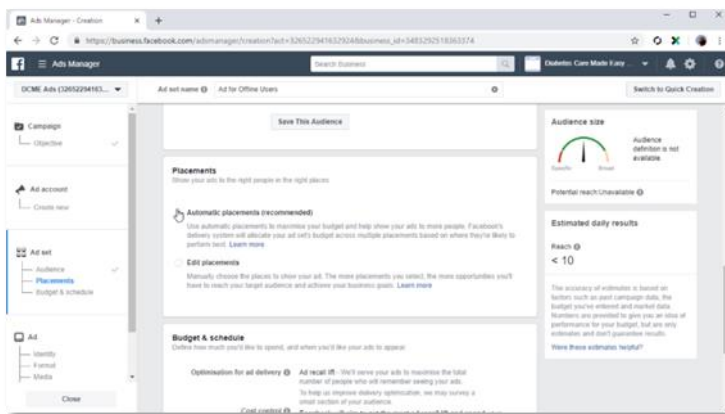 Ads Manager - Creation
https://business.facebook.com/adsmanager/creation?act=326522941632924&business_id=3483292518363374
Ads Manager
Search business
Diabetes Care Made Easy ...
DCME Ads (32652294163...
Ad set name
Ad for Offline Users
Switch to Quick Creation
Campaign
Objective
Ad account
Create new
Ad set
Audience
Placements
Budget & schedule
Ad
Identity
Format
Media
Close
Save This Audience
Placements
Show your ads to the right people in the right places
Automatic placements (recommended)
Use automatic placements to maximise your budget and help show your ads to more people. Facebook's
delivery system will allocate your ad set's budget across multiple placements based on where they're likely to
perform best. Learn more
Edit placements
Manually choose the places to show your ad. The more placements you select, the more opportunities you'll
have to reach your target audience and achieve your business goals. Learn more
Budget & schedule
Define how much you'd like to spend, and when you'd like your ads to appear.
Optimisation for ad delivery
Ad recall lift - We'll serve your ads to maximise the total
number of people who will remember seeing your ads.
To help us improve delivery optimisation, we may survey a
small section of your audience.
Cost control
Audience size
Specific
Broad
Audience
definition is not
available.
Potential reach:Unavailable
Estimated daily results
Reach
< 10
The accuracy of estimates is based on
factors such as past campaign data, the
budget you've entered and market data.
Numbers are provided to give you an idea of
performance for your budget, but are only
estimates and don't guarantee results.
Were these estimates helpful?